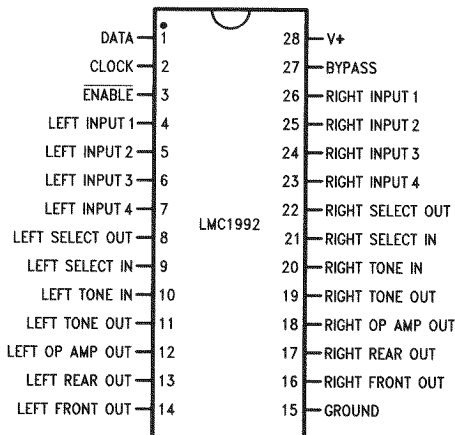 DATA 1 28 V+
CLOCK 2 27 BYPASS
ENABLE 3 26 RIGHT INPUT 1
LEFT INPUT 1 4 25 RIGHT INPUT 2
LEFT INPUT 2 5 24 RIGHT INPUT 3
LEFT INPUT 3 6 23 RIGHT INPUT 4
LEFT INPUT 4 7 22 RIGHT SELECT OUT
LMC1992
LEFT SELECT OUT 8 21 RIGHT SELECT IN
LEFT SELECT IN 9 20 RIGHT TONE IN
LEFT TONE IN 10 19 RIGHT TONE OUT
LEFT TONE OUT 11 18 RIGHT OP AMP OUT
LEFT OP AMP OUT 12 17 RIGHT REAR OUT
LEFT REAR OUT 13 16 RIGHT FRONT OUT
LEFT FRONT OUT 14 15 GROUND